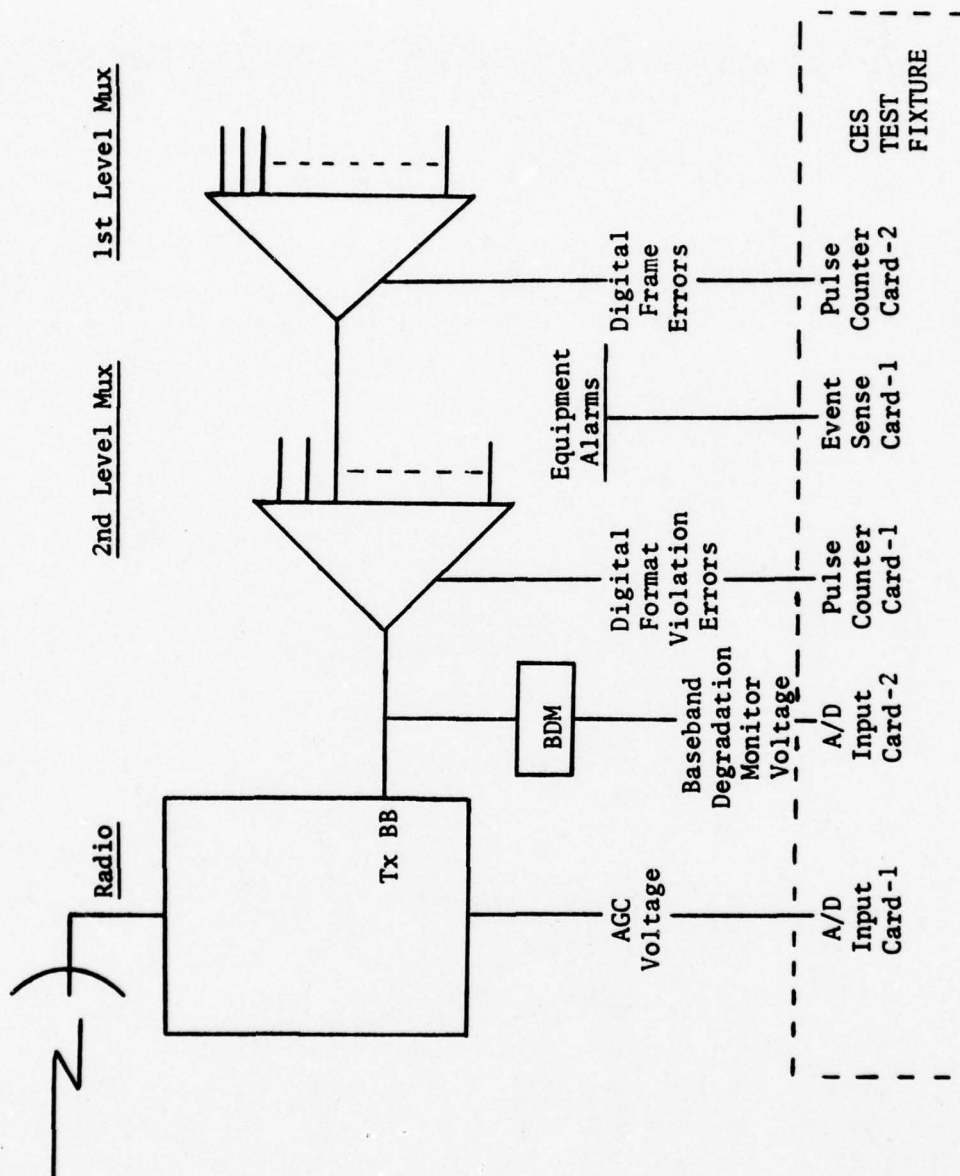 Radio
2nd Level Mux
1st Level Mux
Tx BB
BDM
AGC
Voltage
Baseband
Degradation
Monitor
Voltage
Digital
Format
Violation
Errors
Equipment
Alarms
Digital
Frame
Errors
A/D
Input
Card-1
A/D
Input
Card-2
Pulse
Counter
Card-1
Event
Sense
Card-1
Pulse
Counter
Card-2
CES
TEST
FIXTURE